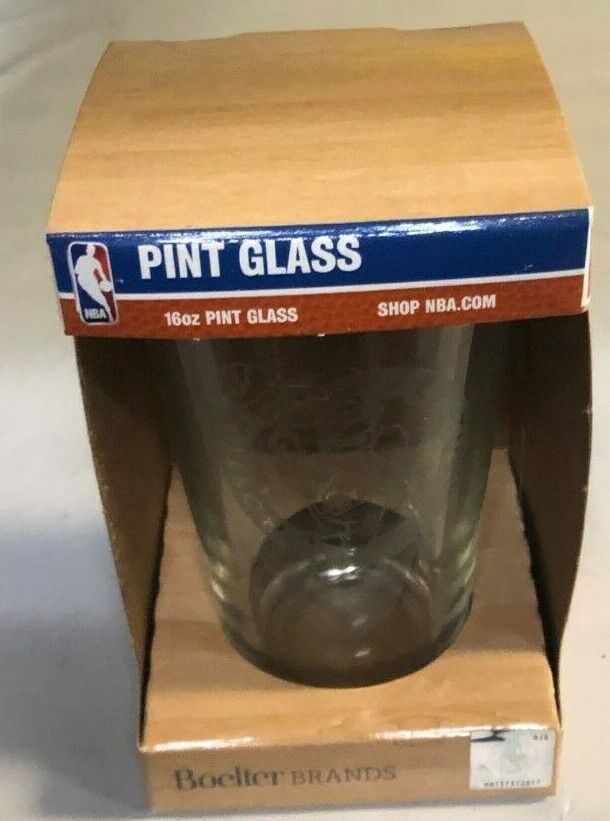 PINT GLASS
NBA
16oz PINT GLASS
SHOP NBA.COM
Boelter BRANDS